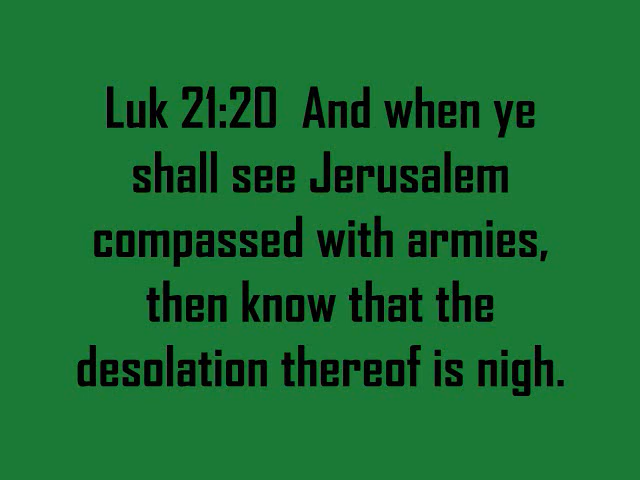 Luk 21:20  And when ye
shall see Jerusalem
compassed with armies,
then know that the
desolation thereof is nigh.